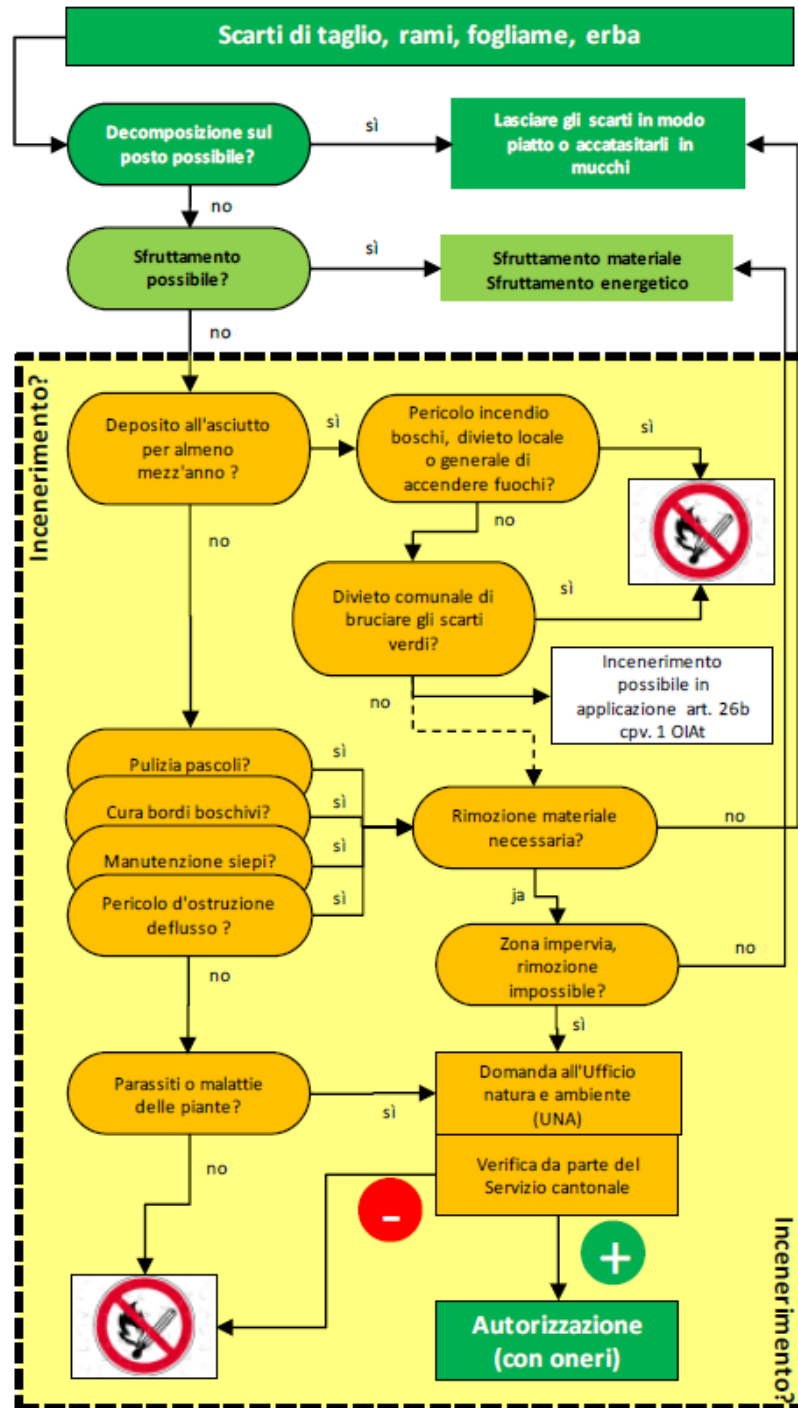 Scarti di taglio, rami, fogliame, erba
Decomposizione sul
posto possibile?
sì
Lasciare gli scarti in modo
piatto o accatasitarli in
mucchi
no
Sfruttamento
possibile?
sì
Sfruttamento materiale
Sfruttamento energetico
no
Incenerimento?
Deposito all'asciutto
per almeno
mezz'anno ?
sì
Pericolo incendio
boschi, divieto locale
o generale di
accendere fuochi?
sì
no
no
Divieto comunale di
bruciare gli scarti
verdi?
sì
no
Incenerimento
possibile in
applicazione art. 26b
cpv. 1 OIAt
Pulizia pascoli?
sì
Cura bordi boschivi?
sì
Manutenzione siepi?
sì
Pericolo d'ostruzione
deflusso ?
sì
Rimozione materiale
necessaria?
no
ja
no
Zona impervia,
rimozione
impossible?
no
sì
Parassiti o malattie
delle piante?
sì
Domanda all'Ufficio
natura e ambiente
(UNA)
no
Verifica da parte del
Servizio cantonale
-
+
Autorizzazione
(con oneri)
Incenerimento?